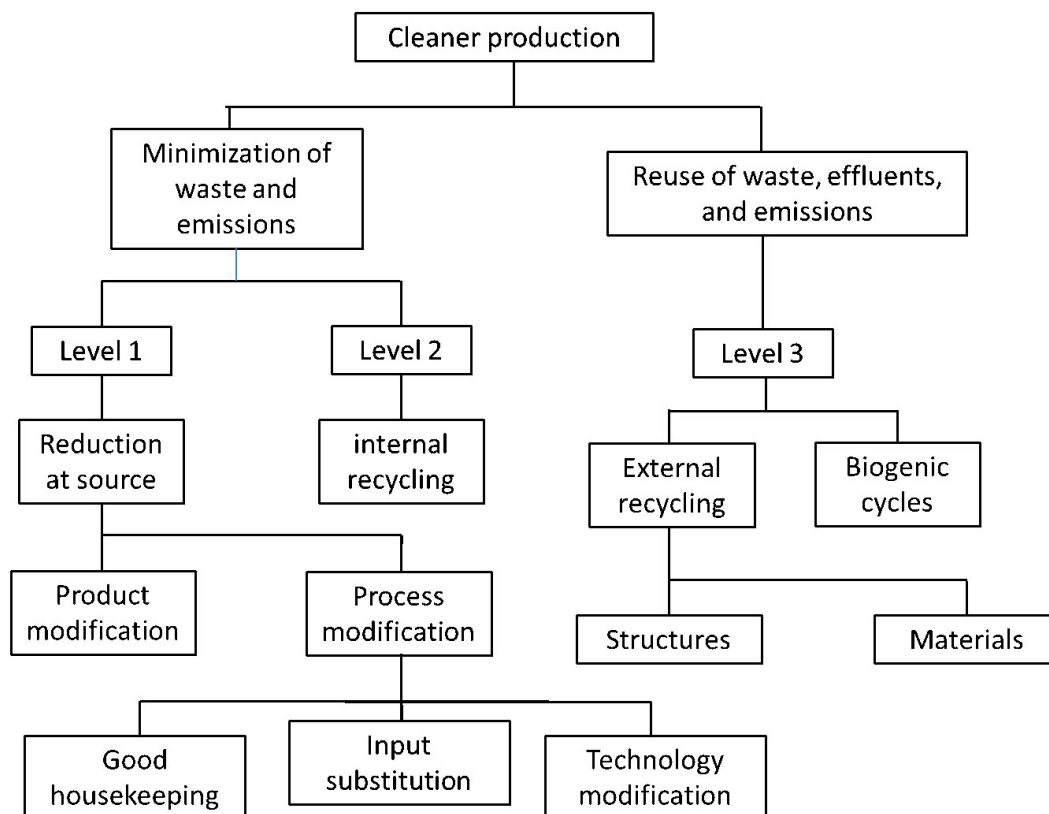 Cleaner production
Minimization of
waste and
emissions
Reuse of waste, effluents,
and emissions
Level 1
Level 2
Level 3
Reduction
at source
internal
recycling
External
recycling
Biogenic
cycles
Product
modification
Process
modification
Structures
Materials
Good
housekeeping
Input
substitution
Technology
modification